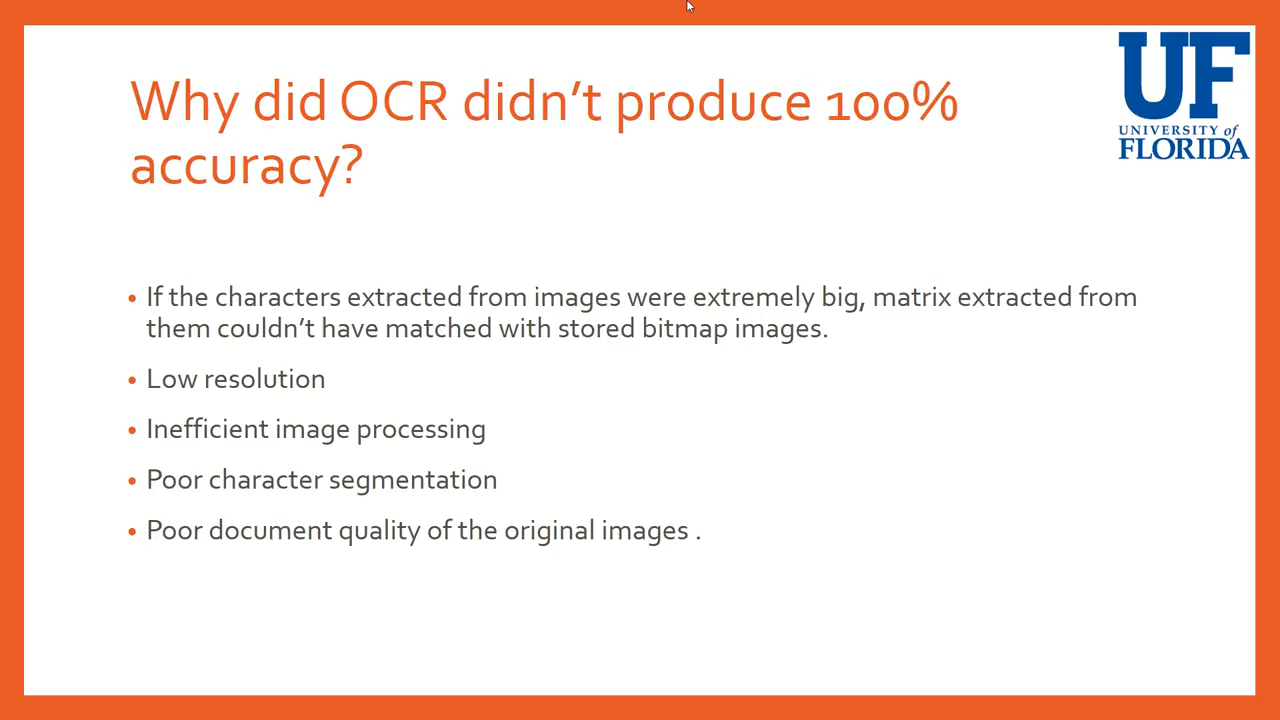 UF
UNIVERSITY of
FLORIDA
Why did OCR didn't produce 100%
accuracy?
• If the characters extracted from images were extremely big, matrix extracted from
them couldn't have matched with stored bitmap images.
• Low resolution
• Inefficient image processing
• Poor character segmentation
• Poor document quality of the original images .